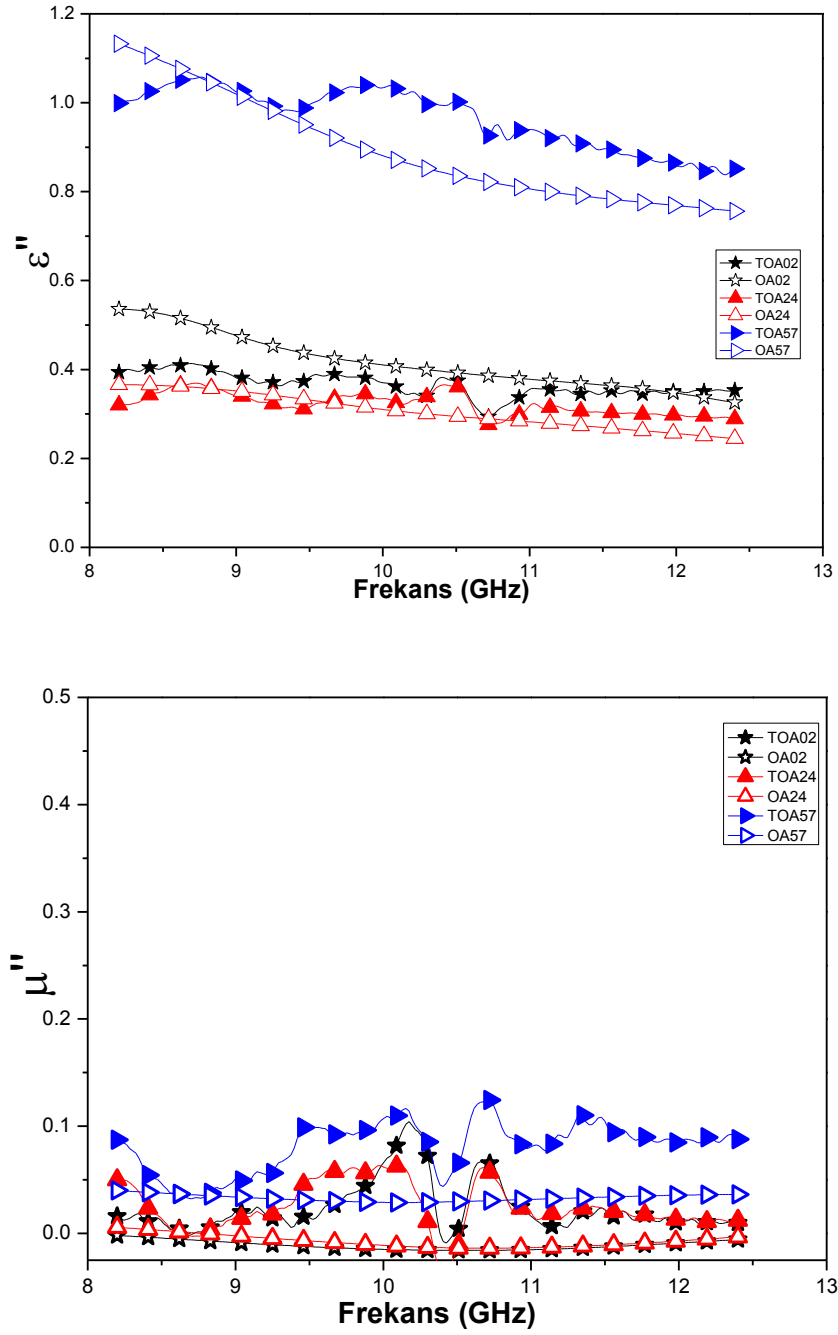 1.2
1.0
0.8
0.6
0.4
0.2
0.0
ε"
TOA02
OA02
TOA24
OA24
TOA57
OA57
8 9 10 11 12 13
Frekans (GHz)
0.5
0.4
0.3
0.2
0.1
0.0
μ"
TOA02
OA02
TOA24
OA24
TOA57
OA57
8 9 10 11 12 13
Frekans (GHz)